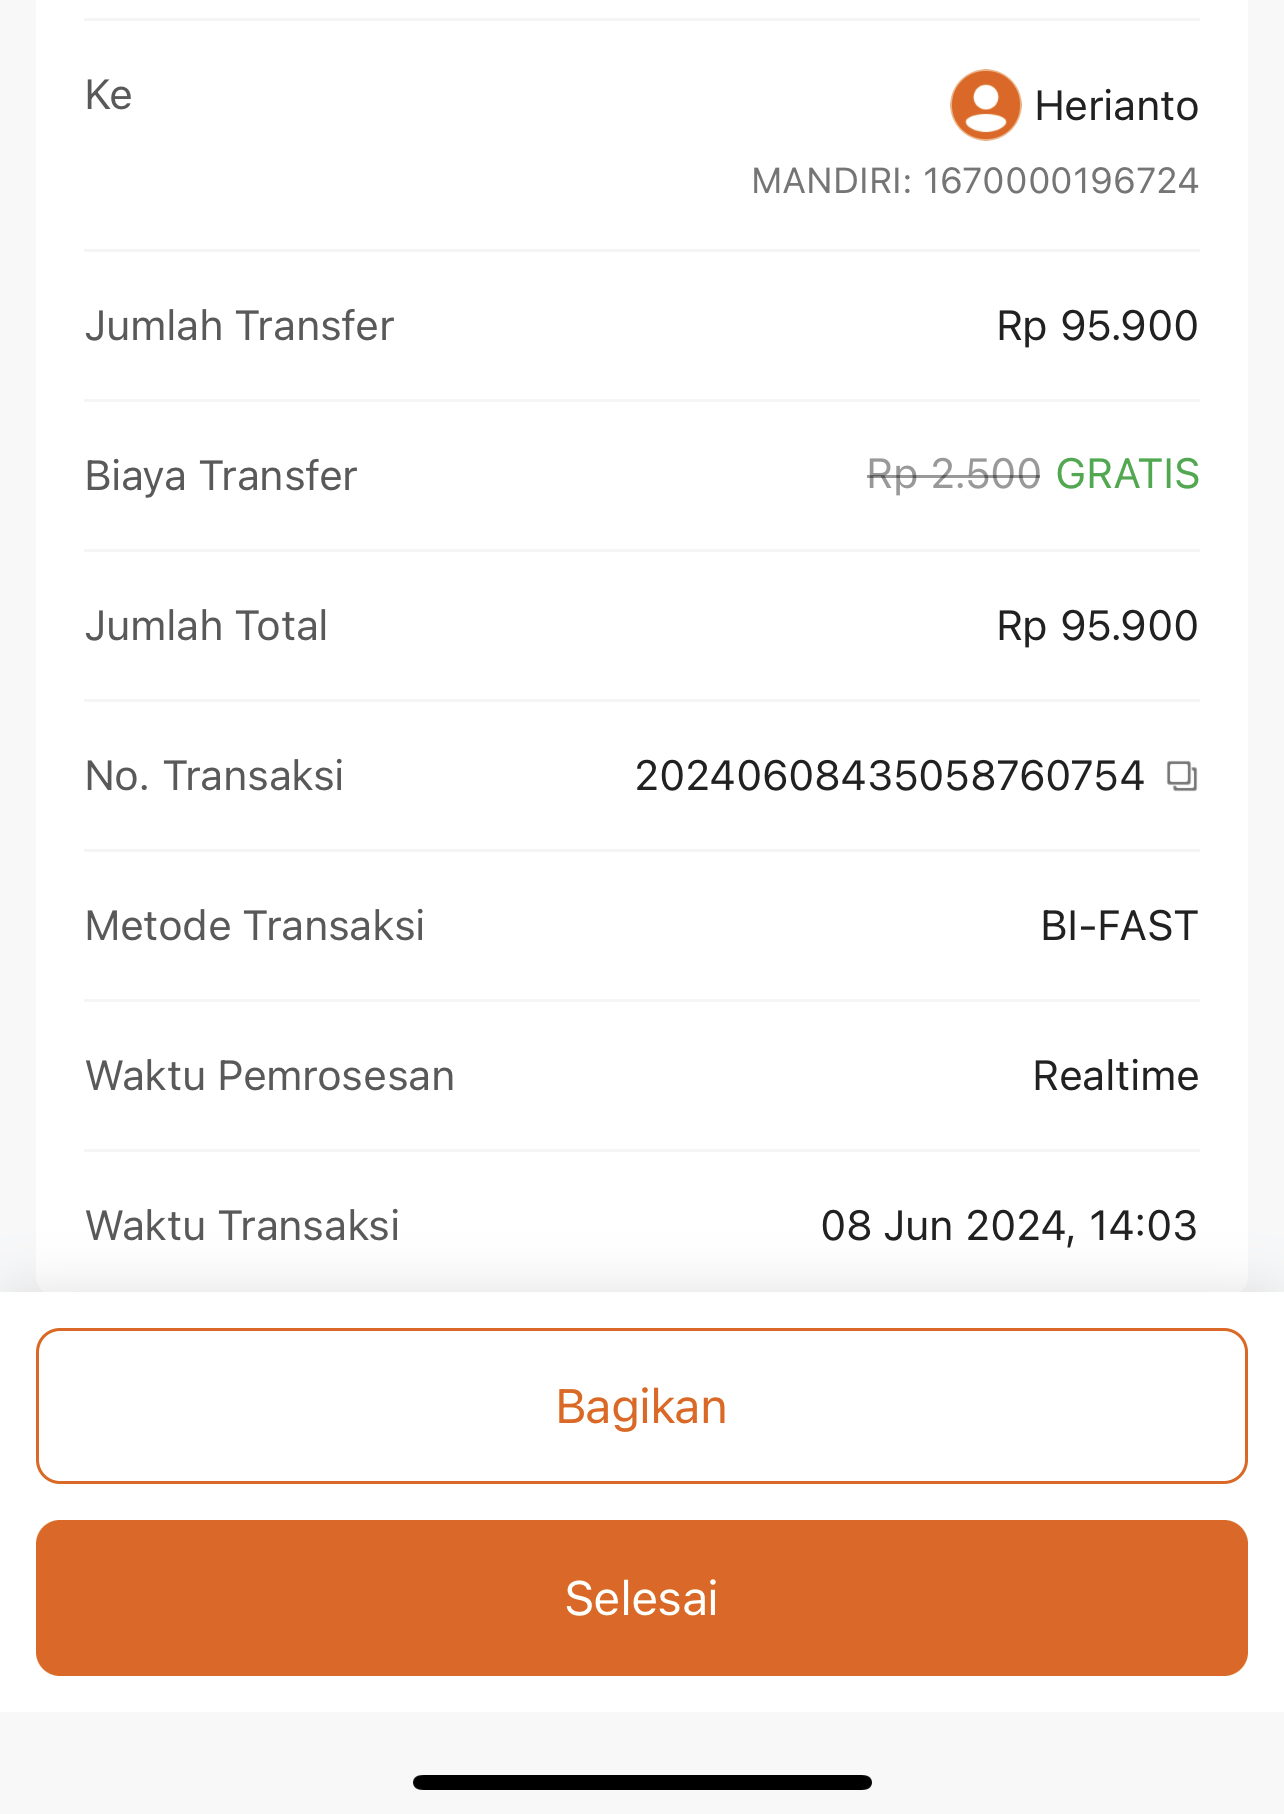 Ke
Herianto
MANDIRI: 1670000196724
Jumlah Transfer Rp 95.900
Biaya Transfer Rp 2.500 GRATIS
Jumlah Total Rp 95.900
No. Transaksi 20240608435058760754
Metode Transaksi BI-FAST
Waktu Pemrosesan Realtime
Waktu Transaksi 08 Jun 2024, 14:03
Bagikan
Selesai